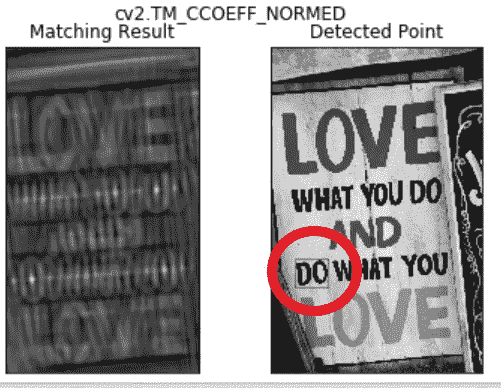 cv2.TM_CCOEFF_NORMED
Matching Result
Detected Point
LOVE
WHAT YOU DO
AND
DO WHAT YOU
LOVE